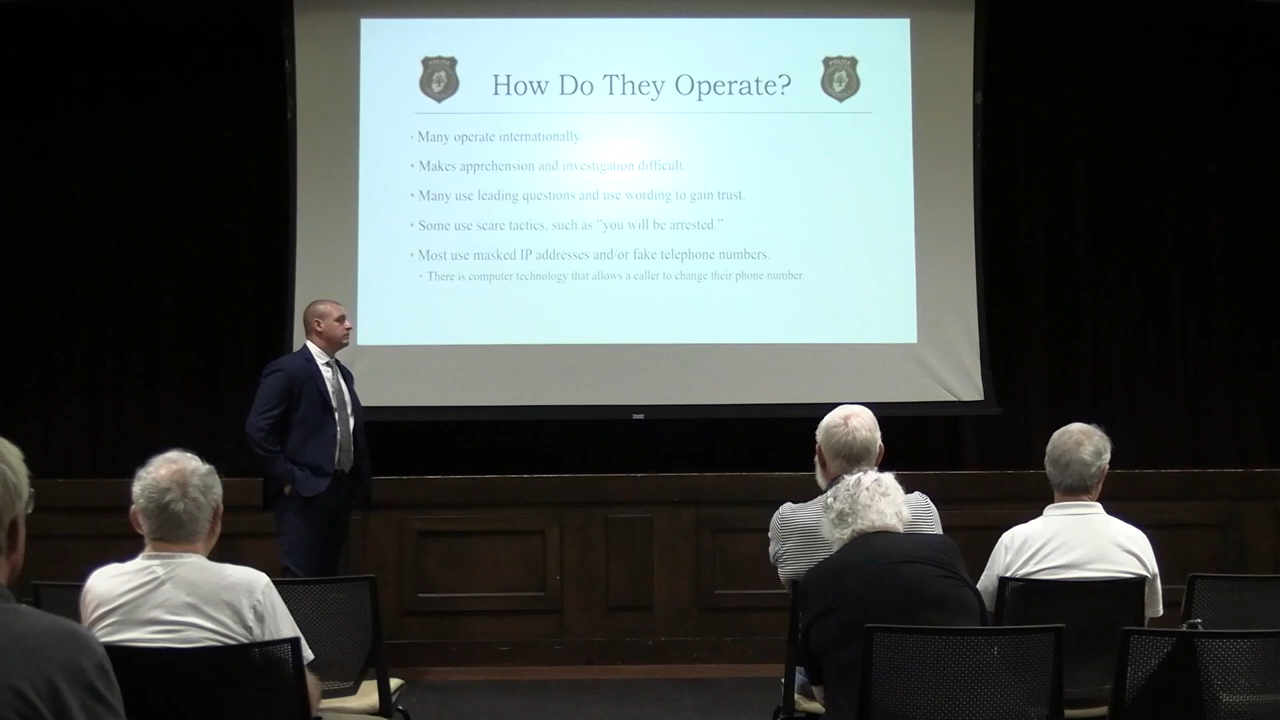 How Do They Operate?
• Many operate internally.
• Makes apprehension and investigation difficult.
• Many use leading questions and use wording to gain trust.
• Some use scare tactics, such as "you will be arrested."
• Most use masked IP addresses and/or fake telephone numbers.
• There is computer technology that allows a caller to change their phone number.